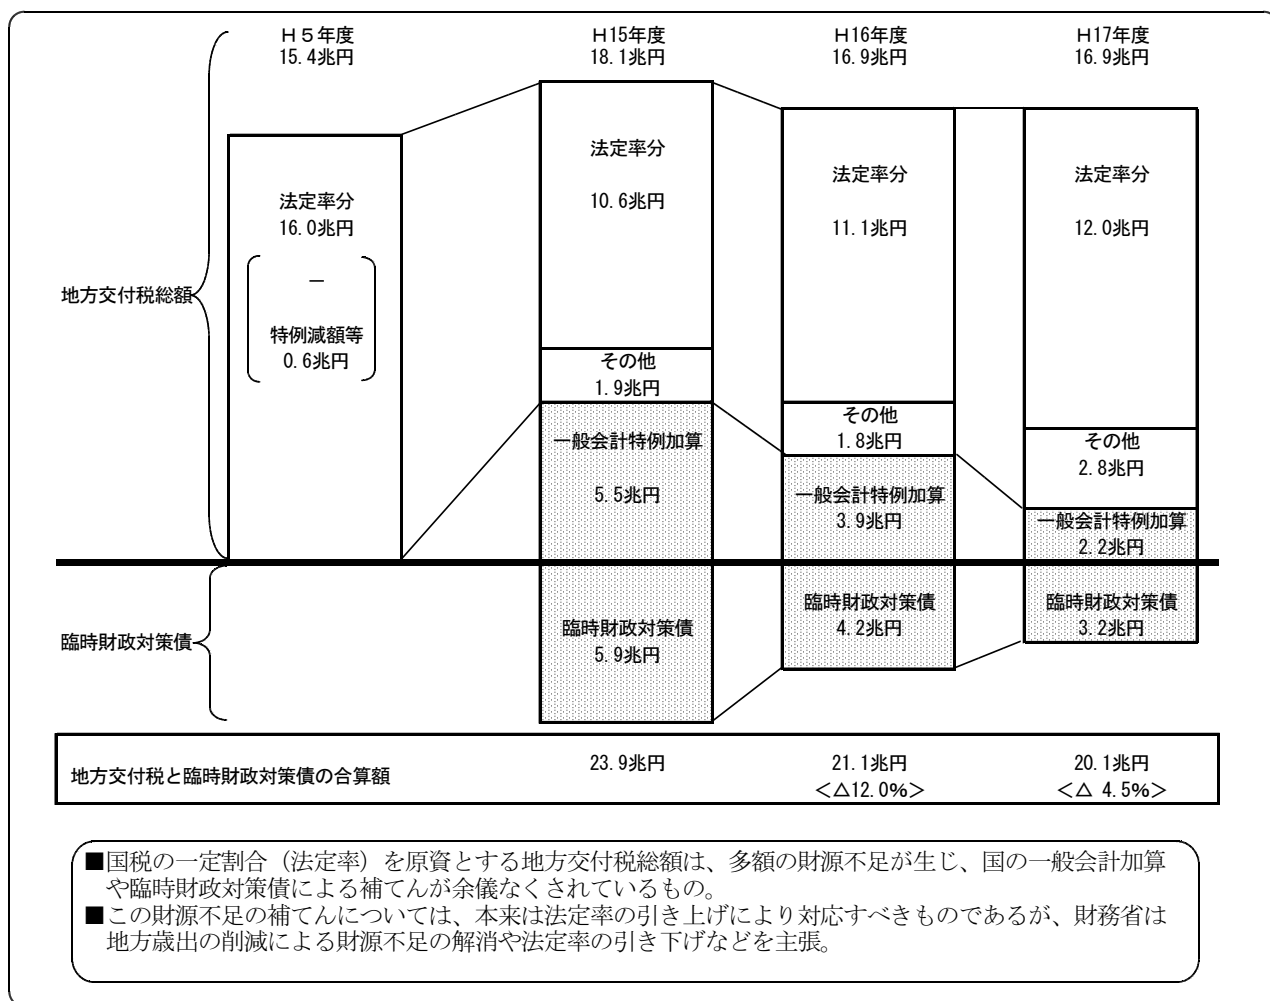 H5年度
15.4兆円
H15年度
18.1兆円
H16年度
16.9兆円
H17年度
16.9兆円
地方交付税総額
法定率分
16.0兆円
－
特例減額等
0.6兆円
法定率分
10.6兆円
その他
1.9兆円
一般会計特例加算
5.5兆円
法定率分
11.1兆円
その他
1.8兆円
一般会計特例加算
3.9兆円
法定率分
12.0兆円
その他
2.8兆円
一般会計特例加算
2.2兆円
臨時財政対策債
臨時財政対策債
5.9兆円
臨時財政対策債
4.2兆円
臨時財政対策債
3.2兆円
地方交付税と臨時財政対策債の合算額
23.9兆円
21.1兆円
＜△12.0%＞
20.1兆円
＜△ 4.5%＞
■国税の一定割合（法定率）を原資とする地方交付税総額は、多額の財源不足が生じ、国の一般会計加算
や臨時財政対策債による補てんが余儀なくされているもの。
■この財源不足の補てんについては、本来は法定率の引き上げにより対応すべきものであるが、財務省は
地方歳出の削減による財源不足の解消や法定率の引き下げなどを主張。